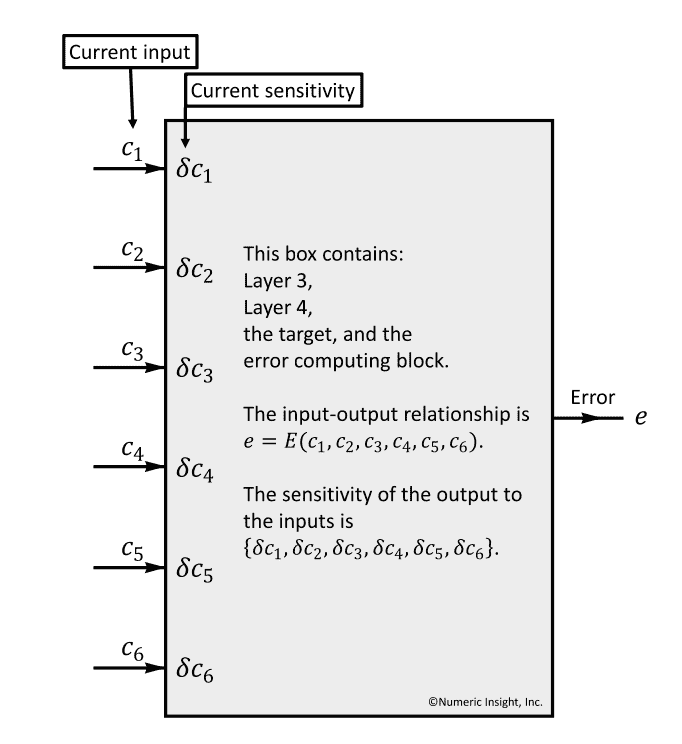 Current input
Current sensitivity
c₁
δc₁
c₂
δc₂
This box contains:
Layer 3,
Layer 4,
the target, and the
error computing block.
c₃
δc₃
The input-output relationship is
e = E(c₁, c₂, c₃, c₄, c₅, c₆).
Error
e
c₄
δc₄
The sensitivity of the output to
the inputs is
{δc₁, δc₂, δc₃, δc₄, δc₅, δc₆}.
c₅
δc₅
c₆
δc₆
©Numeric Insight, Inc.